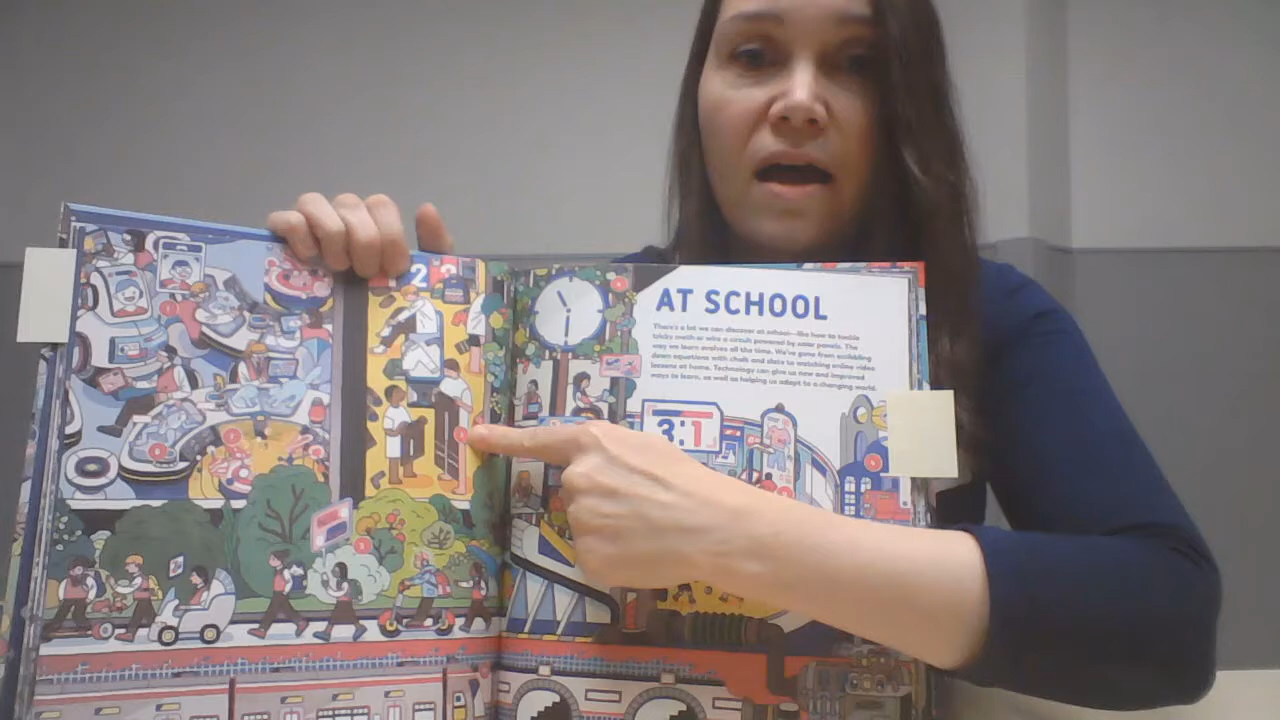 2
AT SCHOOL
There's a lot we can discover at school—like how to tackle
tricky math or wire a circuit powered by solar panels. The
way we learn evolves all the time. We've gone from scribbling
down equations with chalk and slate to watching online video
lessons at home. Technology can give us new and improved
ways to learn, as well as helping us adapt to a changing world.
3:1